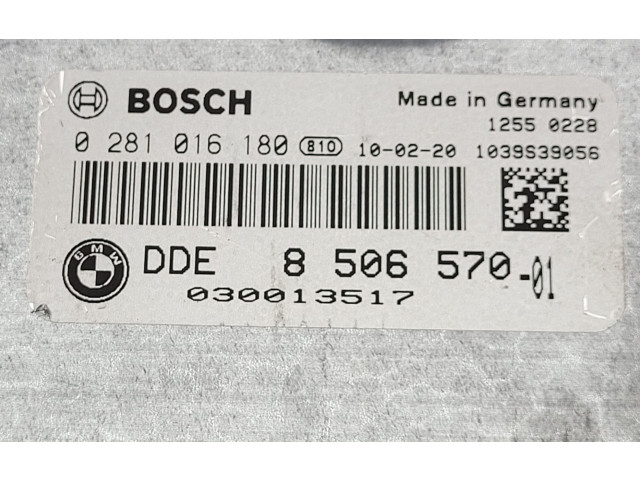 BOSCH Made in Germany
1255 0228
0 281 016 180 810 10-02-20 1039S39056
BMW DDE 8 506 570-01
030013517